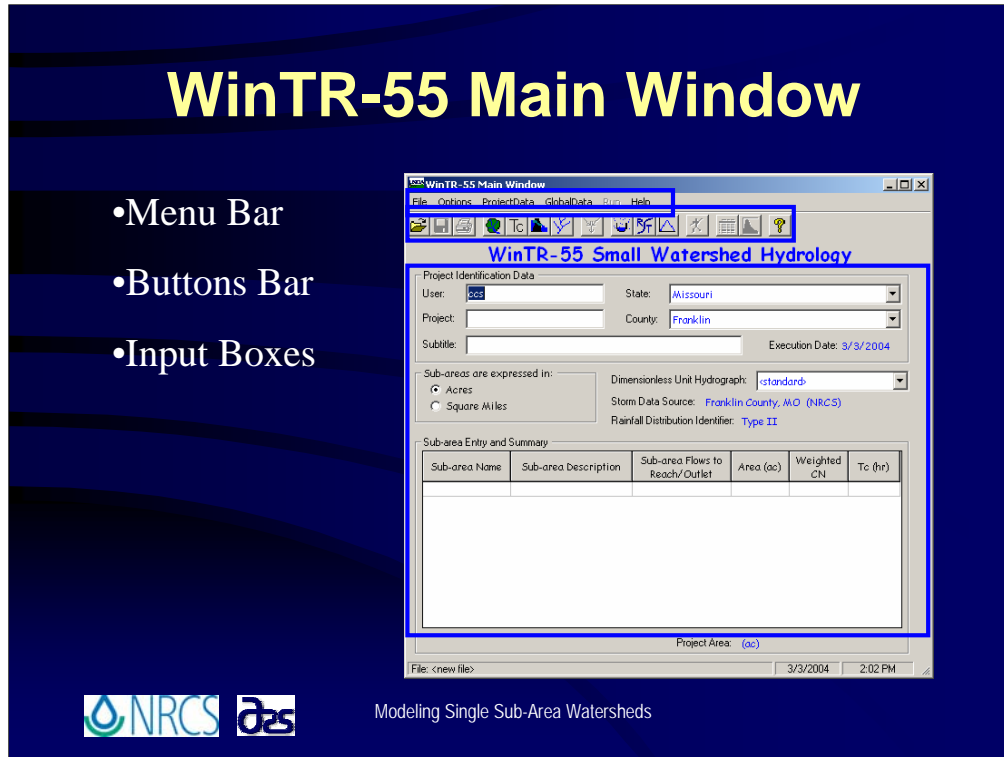 WinTR-55 Main Window
•Menu Bar
•Buttons Bar
•Input Boxes
WinTR-55 Main Window
File Options ProjectData GlobalData Run Help
Tc
WinTR-55 Small Watershed Hydrology
Project Identification Data
User: ccs State: Missouri
Project: County: Franklin
Subtitle: Execution Date: 3/3/2004
Sub-areas are expressed in:
Acres
Square Miles
Dimensionless Unit Hydrograph: <standard>
Storm Data Source: Franklin County, MO (NRCS)
Rainfall Distribution Identifier: Type II
Sub-area Entry and Summary
Sub-area Name Sub-area Description Sub-area Flows to Reach/Outlet Area (ac) Weighted CN Tc (hr)
Project Area: (ac)
File: <new file> 3/3/2004 2:02 PM
NRCS
Modeling Single Sub-Area Watersheds